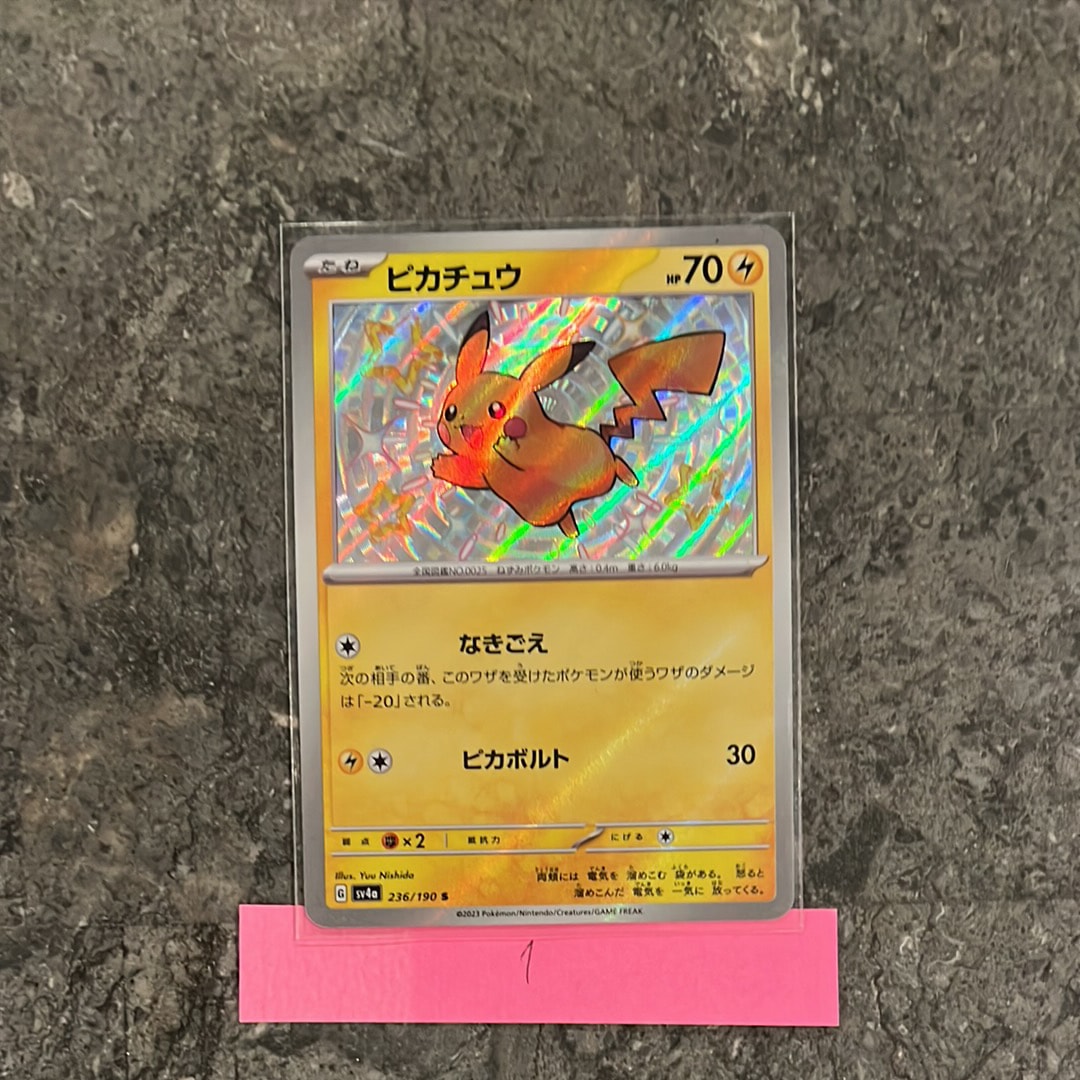 たね ピカチュウ HP 70
全国図鑑NO.0025 ねずみポケモン 高さ:0.4m 重さ:6.0kg
なきごえ
次の相手の番、このワザを受けたポケモンが使うワザのダメージ
は「-20」される。
ピカボルト 30
弱点 ×2 抵抗力 にげる
Illus. Yuu Nishida
両頬には 電気を 溜めこむ 袋がある。 怒ると
溜めこんだ 電気を 一気に 放ってくる。
G sv4a 236/190 S
©2023 Pokémon/Nintendo/Creatures/GAME FREAK.
1